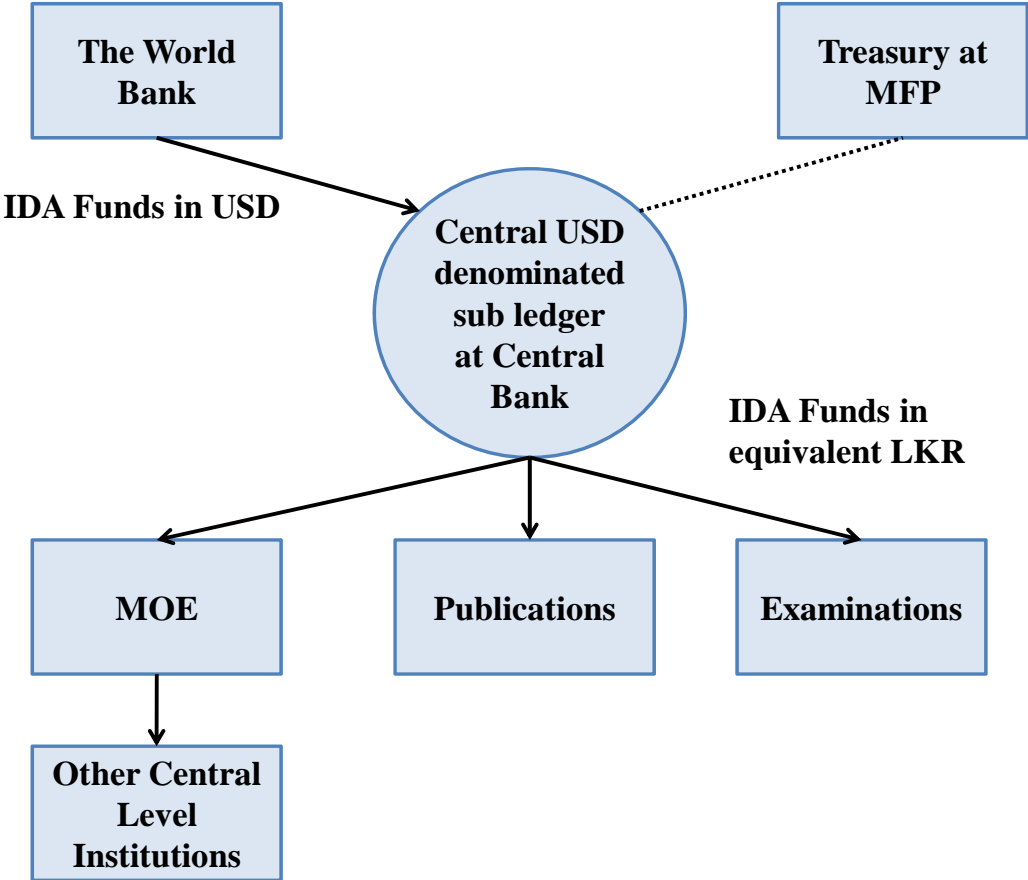 The World
Bank
Treasury at
MFP
IDA Funds in USD
Central USD
denominated
sub ledger
at Central
Bank
IDA Funds in
equivalent LKR
MOE
Publications
Examinations
Other Central
Level
Institutions